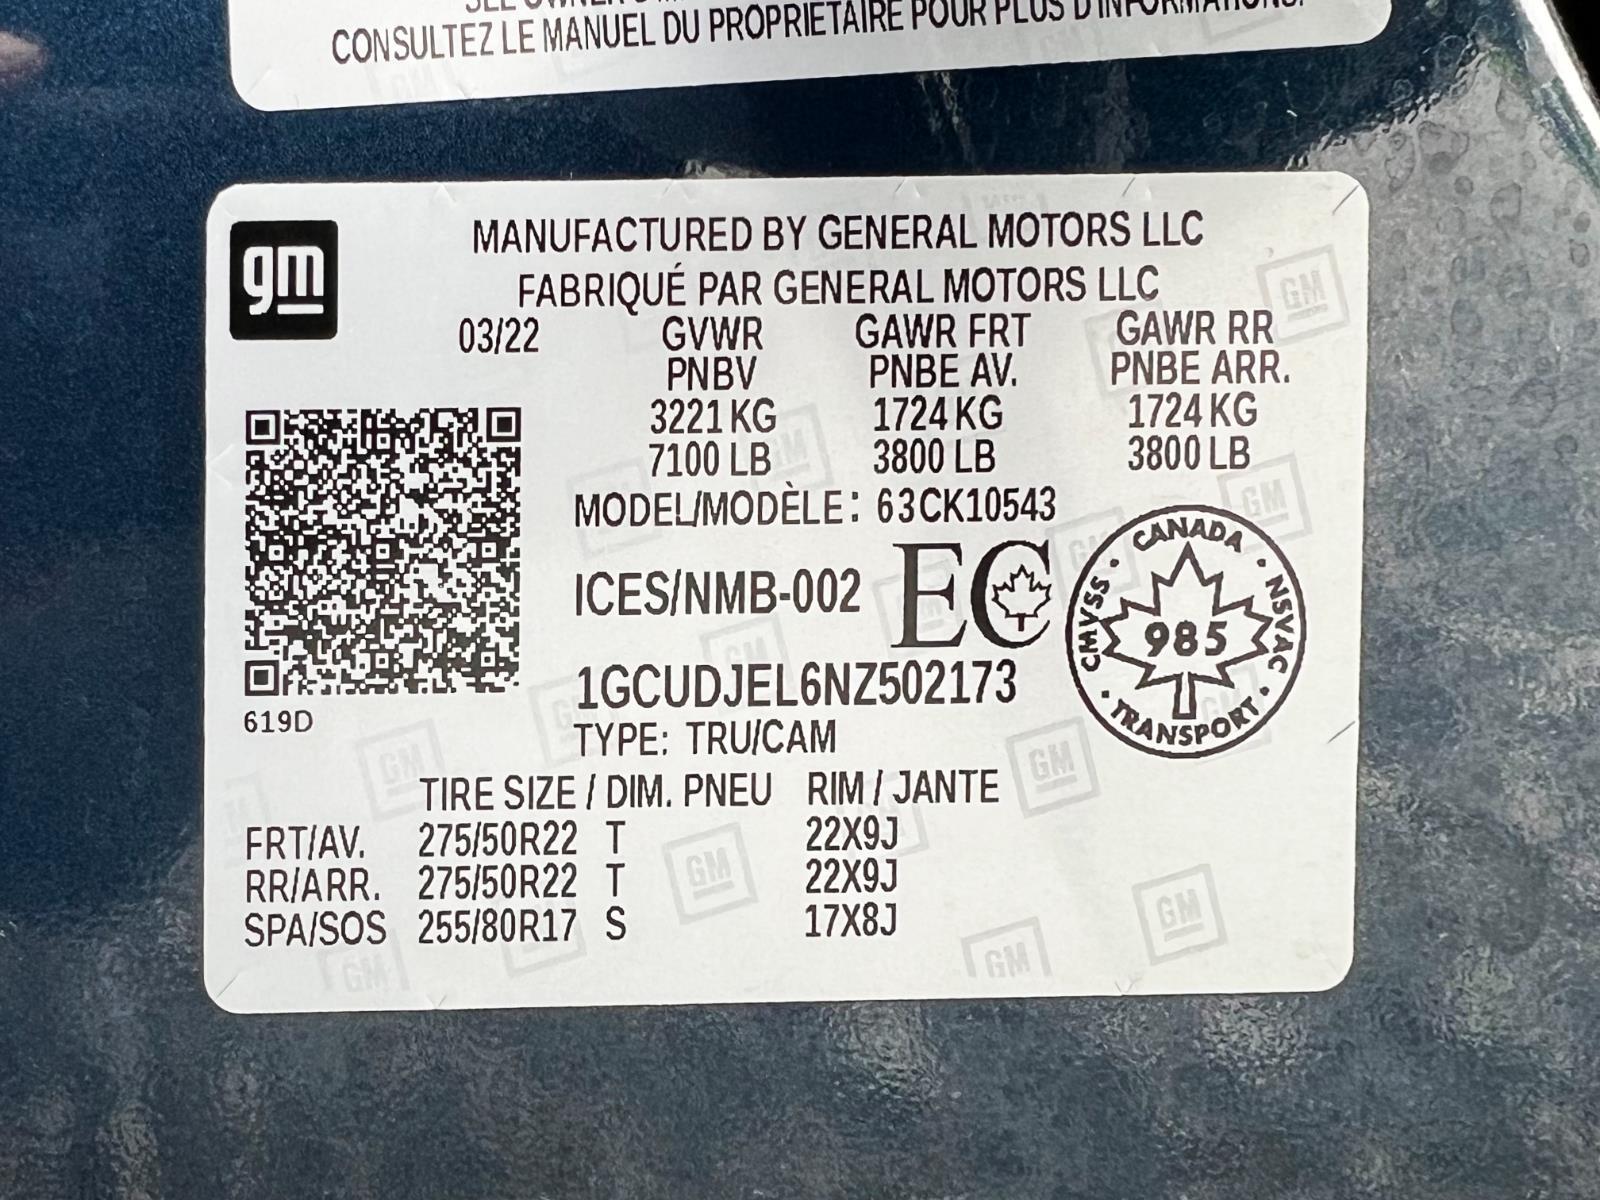 CONSULTEZ LE MANUEL DU PROPRIETAIRE POUR PLUS D'INFORMATIONS.
gm
MANUFACTURED BY GENERAL MOTORS LLC
FABRIQUÉ PAR GENERAL MOTORS LLC
03/22 GVWR GAWR FRT GAWR RR
PNBV PNBE AV. PNBE ARR.
3221 KG 1724 KG 1724 KG
7100 LB 3800 LB 3800 LB
MODEL/MODÈLE: 63CK10543
ICES/NMB-002 EC
1GCUDJEL6NZ502173
TYPE: TRU/CAM
CANADA
CMVSS · NSVAC
985
TRANSPORT
619D
TIRE SIZE / DIM. PNEU RIM / JANTE
FRT/AV. 275/50R22 T 22X9J
RR/ARR. 275/50R22 T 22X9J
SPA/SOS 255/80R17 S 17X8J